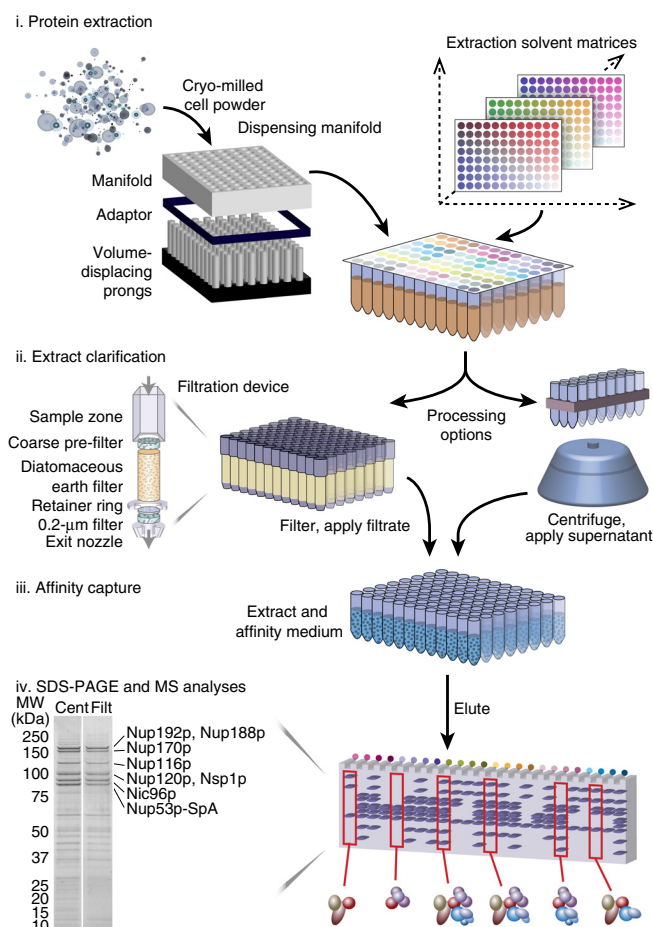 i. Protein extraction
Extraction solvent matrices
Cryo-milled
cell powder
Dispensing manifold
Manifold
Adaptor
Volume-
displacing
prongs
ii. Extract clarification
Filtration device
Sample zone
Coarse pre-filter
Diatomaceous
earth filter
Retainer ring
0.2-μm filter
Exit nozzle
Processing
options
Filter, apply filtrate
Centrifuge,
apply supernatant
iii. Affinity capture
Extract and
affinity medium
iv. SDS-PAGE and MS analyses
MW
(kDa)
Cent Filt
Elute
250
150
100
75
50
37
25
20
15
10
Nup192p, Nup188p
Nup170p
Nup116p
Nup120p, Nsp1p
Nic96p
Nup53p-SpA